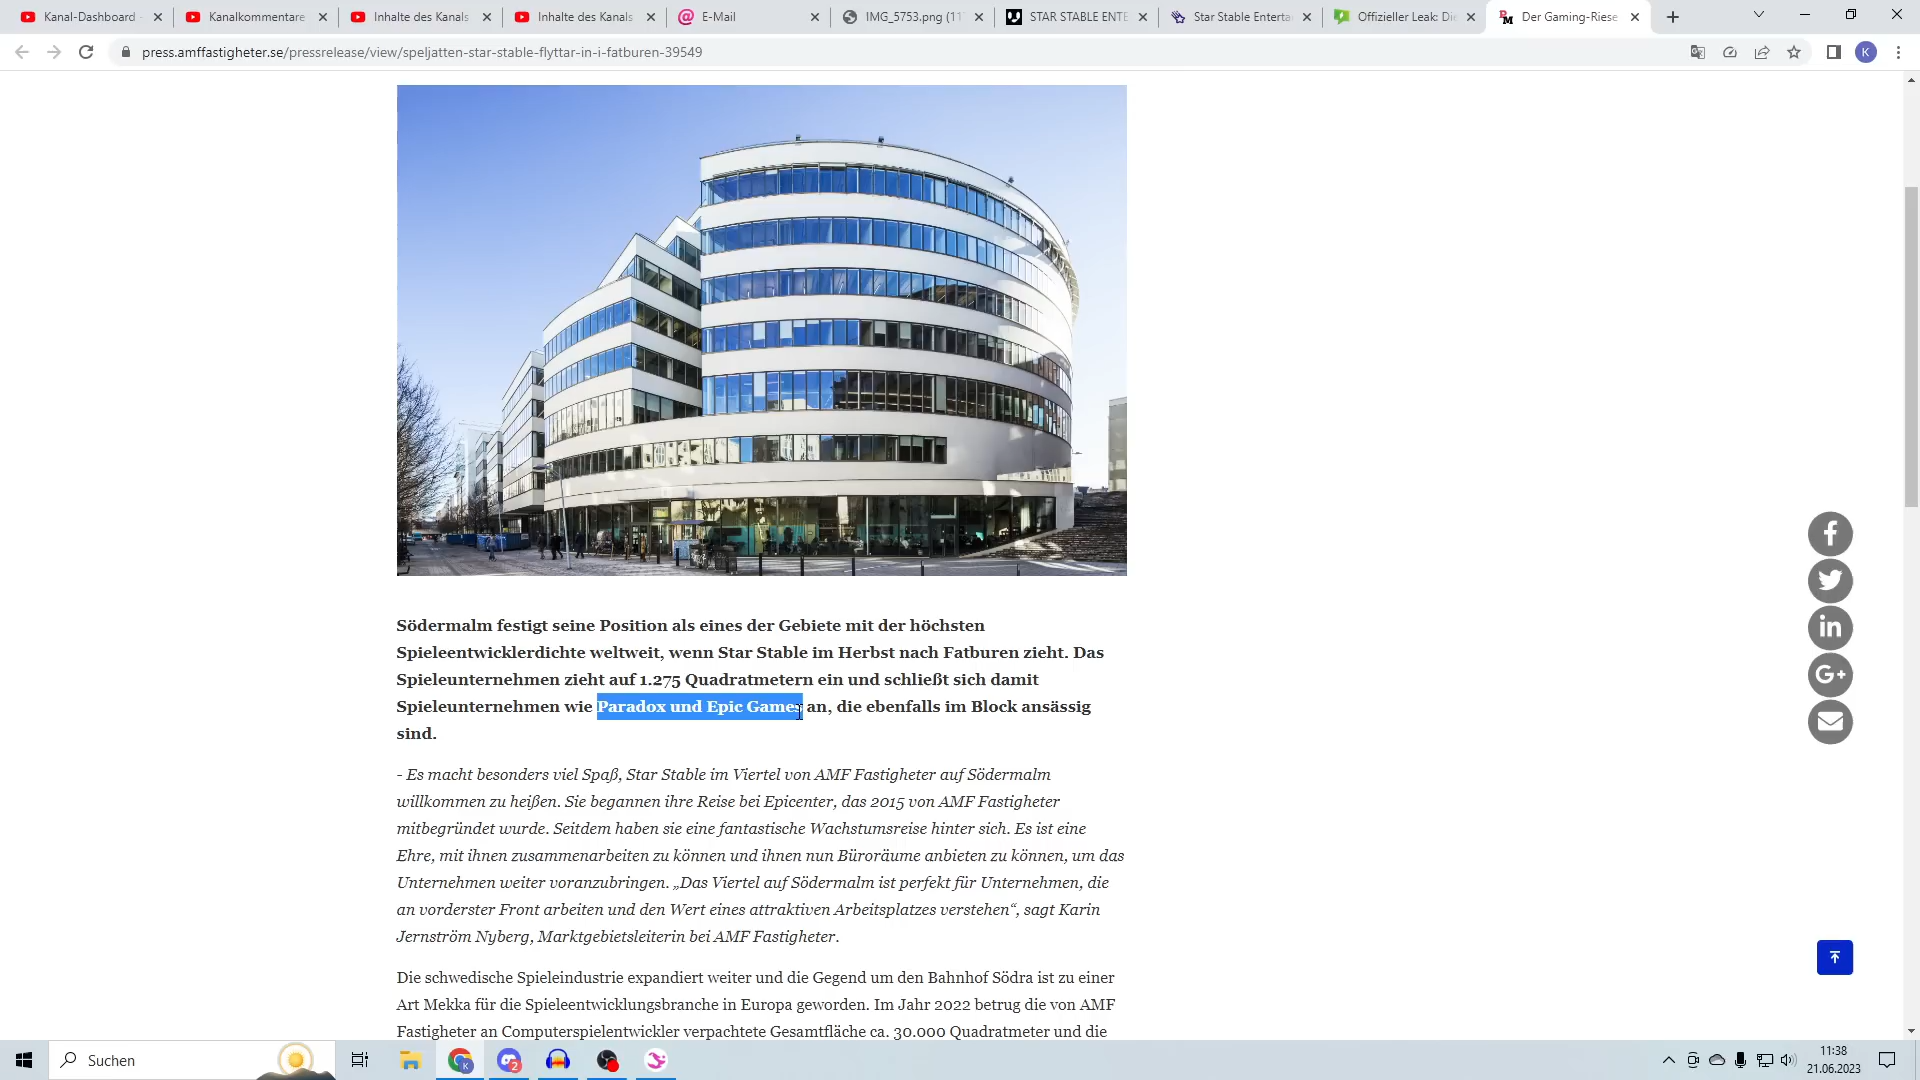 Kanal-Dashboard -
Kanalkommentare
Inhalte des Kanals
Inhalte des Kanals
E-Mail
IMG_5753.png (11
STAR STABLE ENTE
Star Stable Enterta
Offizieller Leak: Di
Der Gaming-Riese
press.amffastigheter.se/pressrelease/view/speljatten-star-stable-flyttar-in-i-fatburen-39549
K
Södermalm festigt seine Position als eines der Gebiete mit der höchsten
Spieleentwicklerdichte weltweit, wenn Star Stable im Herbst nach Fatburen zieht. Das
Spieleunternehmen zieht auf 1.275 Quadratmetern ein und schließt sich damit
Spieleunternehmen wie Paradox und Epic Games an, die ebenfalls im Block ansässig
sind.
- Es macht besonders viel Spaß, Star Stable im Viertel von AMF Fastigheter auf Södermalm
willkommen zu heißen. Sie begannen ihre Reise bei Epicenter, das 2015 von AMF Fastigheter
mitbegründet wurde. Seitdem haben sie eine fantastische Wachstumsreise hinter sich. Es ist eine
Ehre, mit ihnen zusammenarbeiten zu können und ihnen nun Büroräume anbieten zu können, um das
Unternehmen weiter voranzubringen. „Das Viertel auf Södermalm ist perfekt für Unternehmen, die
an vorderster Front arbeiten und den Wert eines attraktiven Arbeitsplatzes verstehen“, sagt Karin
Jernström Nyberg, Marktgebietsleiterin bei AMF Fastigheter.
Die schwedische Spieleindustrie expandiert weiter und die Gegend um den Bahnhof Södra ist zu einer
Art Mekka für die Spieleentwicklungsbranche in Europa geworden. Im Jahr 2022 betrug die von AMF
Fastigheter an Computerspielentwickler verpachtete Gesamtfläche ca. 30.000 Quadratmeter und die
Suchen
2
11:38
21.06.2023